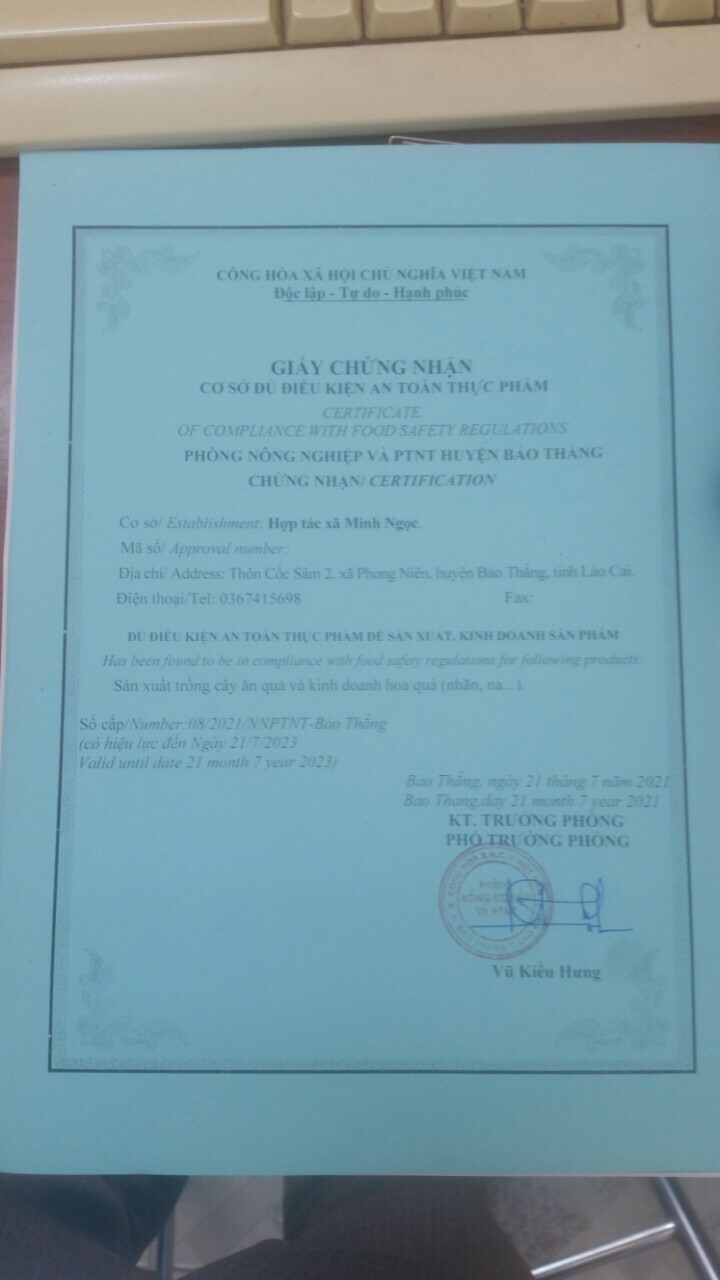 CỘNG HÒA XÃ HỘI CHỦ NGHĨA VIỆT NAM
Độc lập - Tự do - Hạnh phúc
GIẤY CHỨNG NHẬN
CƠ SỞ ĐỦ ĐIỀU KIỆN AN TOÀN THỰC PHẨM
CERTIFICATE
OF COMPLIANCE WITH FOOD SAFETY REGULATIONS
PHÒNG NÔNG NGHIỆP VÀ PTNT HUYỆN BẢO THẮNG
CHỨNG NHẬN/ CERTIFICATION
Cơ sở/ Establishment: Hợp tác xã Minh Ngọc.
Mã số/ Approval number:
Địa chỉ/ Address: Thôn Cốc Sâm 2, xã Phong Niên, huyện Bảo Thắng, tỉnh Lào Cai.
Điện thoại/Tel: 0367415698 Fax:
ĐỦ ĐIỀU KIỆN AN TOÀN THỰC PHẨM ĐỂ SẢN XUẤT, KINH DOANH SẢN PHẨM
Has been found to be in compliance with food safety regulations for following products:
Sản xuất trồng cây ăn quả và kinh doanh hoa quả (nhãn, na...).
Số cấp/Number:08/2021/NNPTNT-Bảo Thắng
(có hiệu lực đến Ngày 21/7/2023
Valid until date 21 month 7 year 2023)
Bảo Thắng, ngày 21 tháng 7 năm 2021
Bao Thang,day 21 month 7 year 2021
KT. TRƯỞNG PHÒNG
PHÓ TRƯỞNG PHÒNG
PHÒNG
NÔNG NGHIỆP
VÀ PTNT
Vũ Kiều Hưng